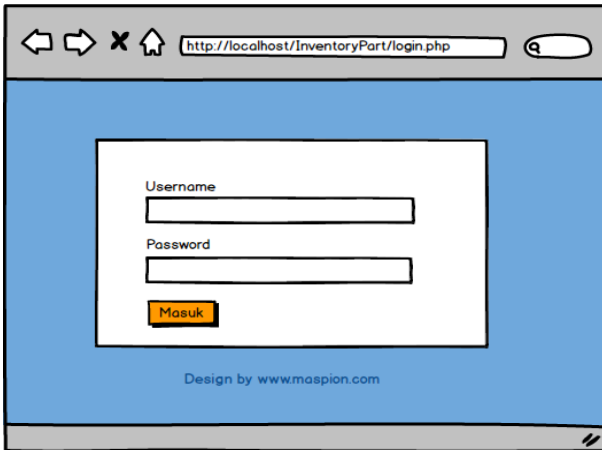 http://localhost/InventoryPart/login.php
Username
Password
Masuk
Design by www.maspion.com